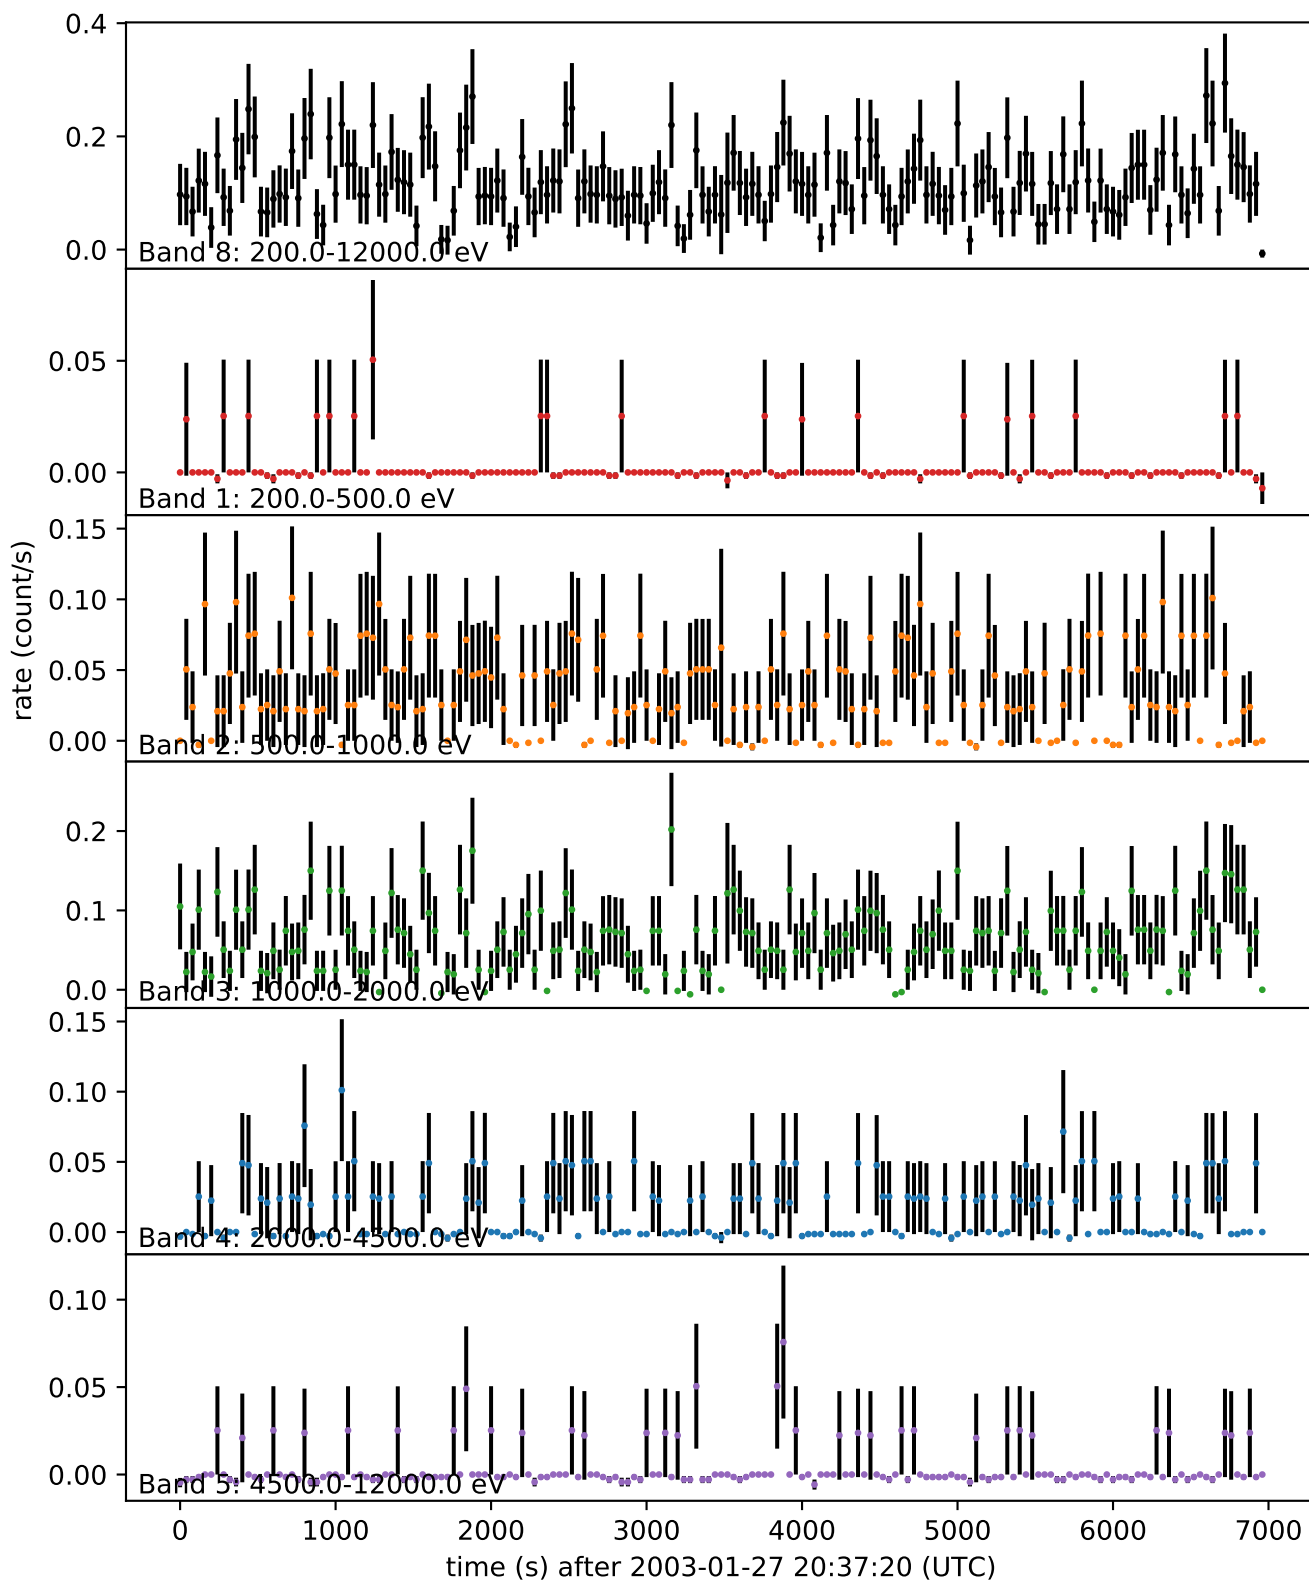 0.4
0.2
0.0
Band 8: 200.0-12000.0 eV
0.05
0.00
Band 1: 200.0-500.0 eV
0.15
0.10
0.05
0.00
Band 2: 500.0-1000.0 eV
rate (count/s)
0.2
0.1
0.0
Band 3: 1000.0-2000.0 eV
0.15
0.10
0.05
0.00
Band 4: 2000.0-4500.0 eV
0.10
0.05
0.00
Band 5: 4500.0-12000.0 eV
0 1000 2000 3000 4000 5000 6000 7000
time (s) after 2003-01-27 20:37:20 (UTC)